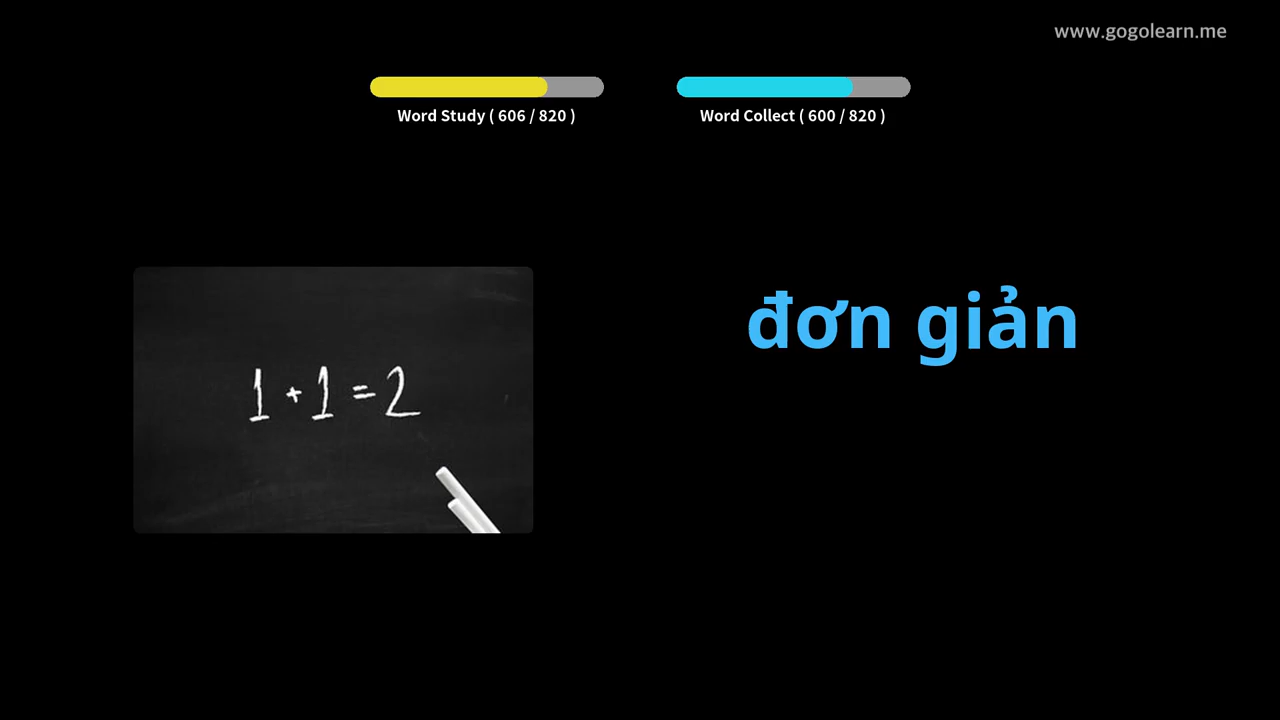 www.gogolearn.me
Word Study ( 606 / 820 )
Word Collect ( 600 / 820 )
đơn giản
1 + 1 = 2